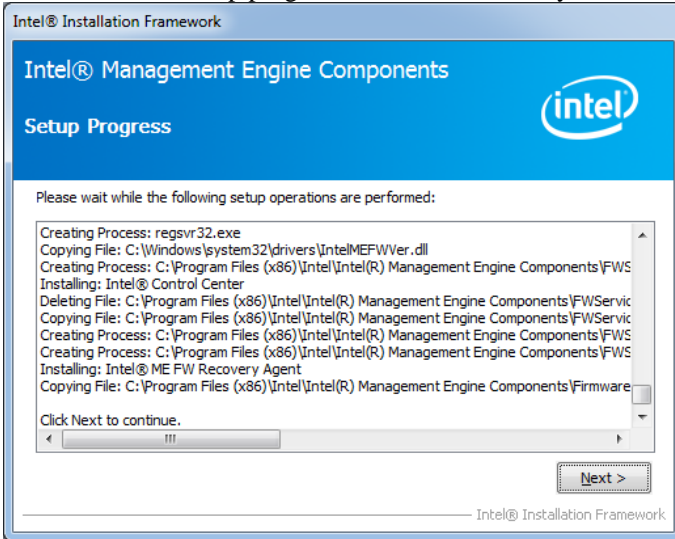 Intel® Installation Framework
Intel® Management Engine Components
Setup Progress
intel
Please wait while the following setup operations are performed:
Creating Process: regsvr32.exe
Copying File: C:\Windows\system32\drivers\IntelMEFWVer.dll
Creating Process: C:\Program Files (x86)\Intel\Intel(R) Management Engine Components\FWS
Installing: Intel® Control Center
Deleting File: C:\Program Files (x86)\Intel\Intel(R) Management Engine Components\FWServic
Copying File: C:\Program Files (x86)\Intel\Intel(R) Management Engine Components\FWServic
Creating Process: C:\Program Files (x86)\Intel\Intel(R) Management Engine Components\FWS
Creating Process: C:\Program Files (x86)\Intel\Intel(R) Management Engine Components\FWS
Installing: Intel® ME FW Recovery Agent
Copying File: C:\Program Files (x86)\Intel\Intel(R) Management Engine Components\Firmware
Click Next to continue.
Next >
Intel® Installation Framework